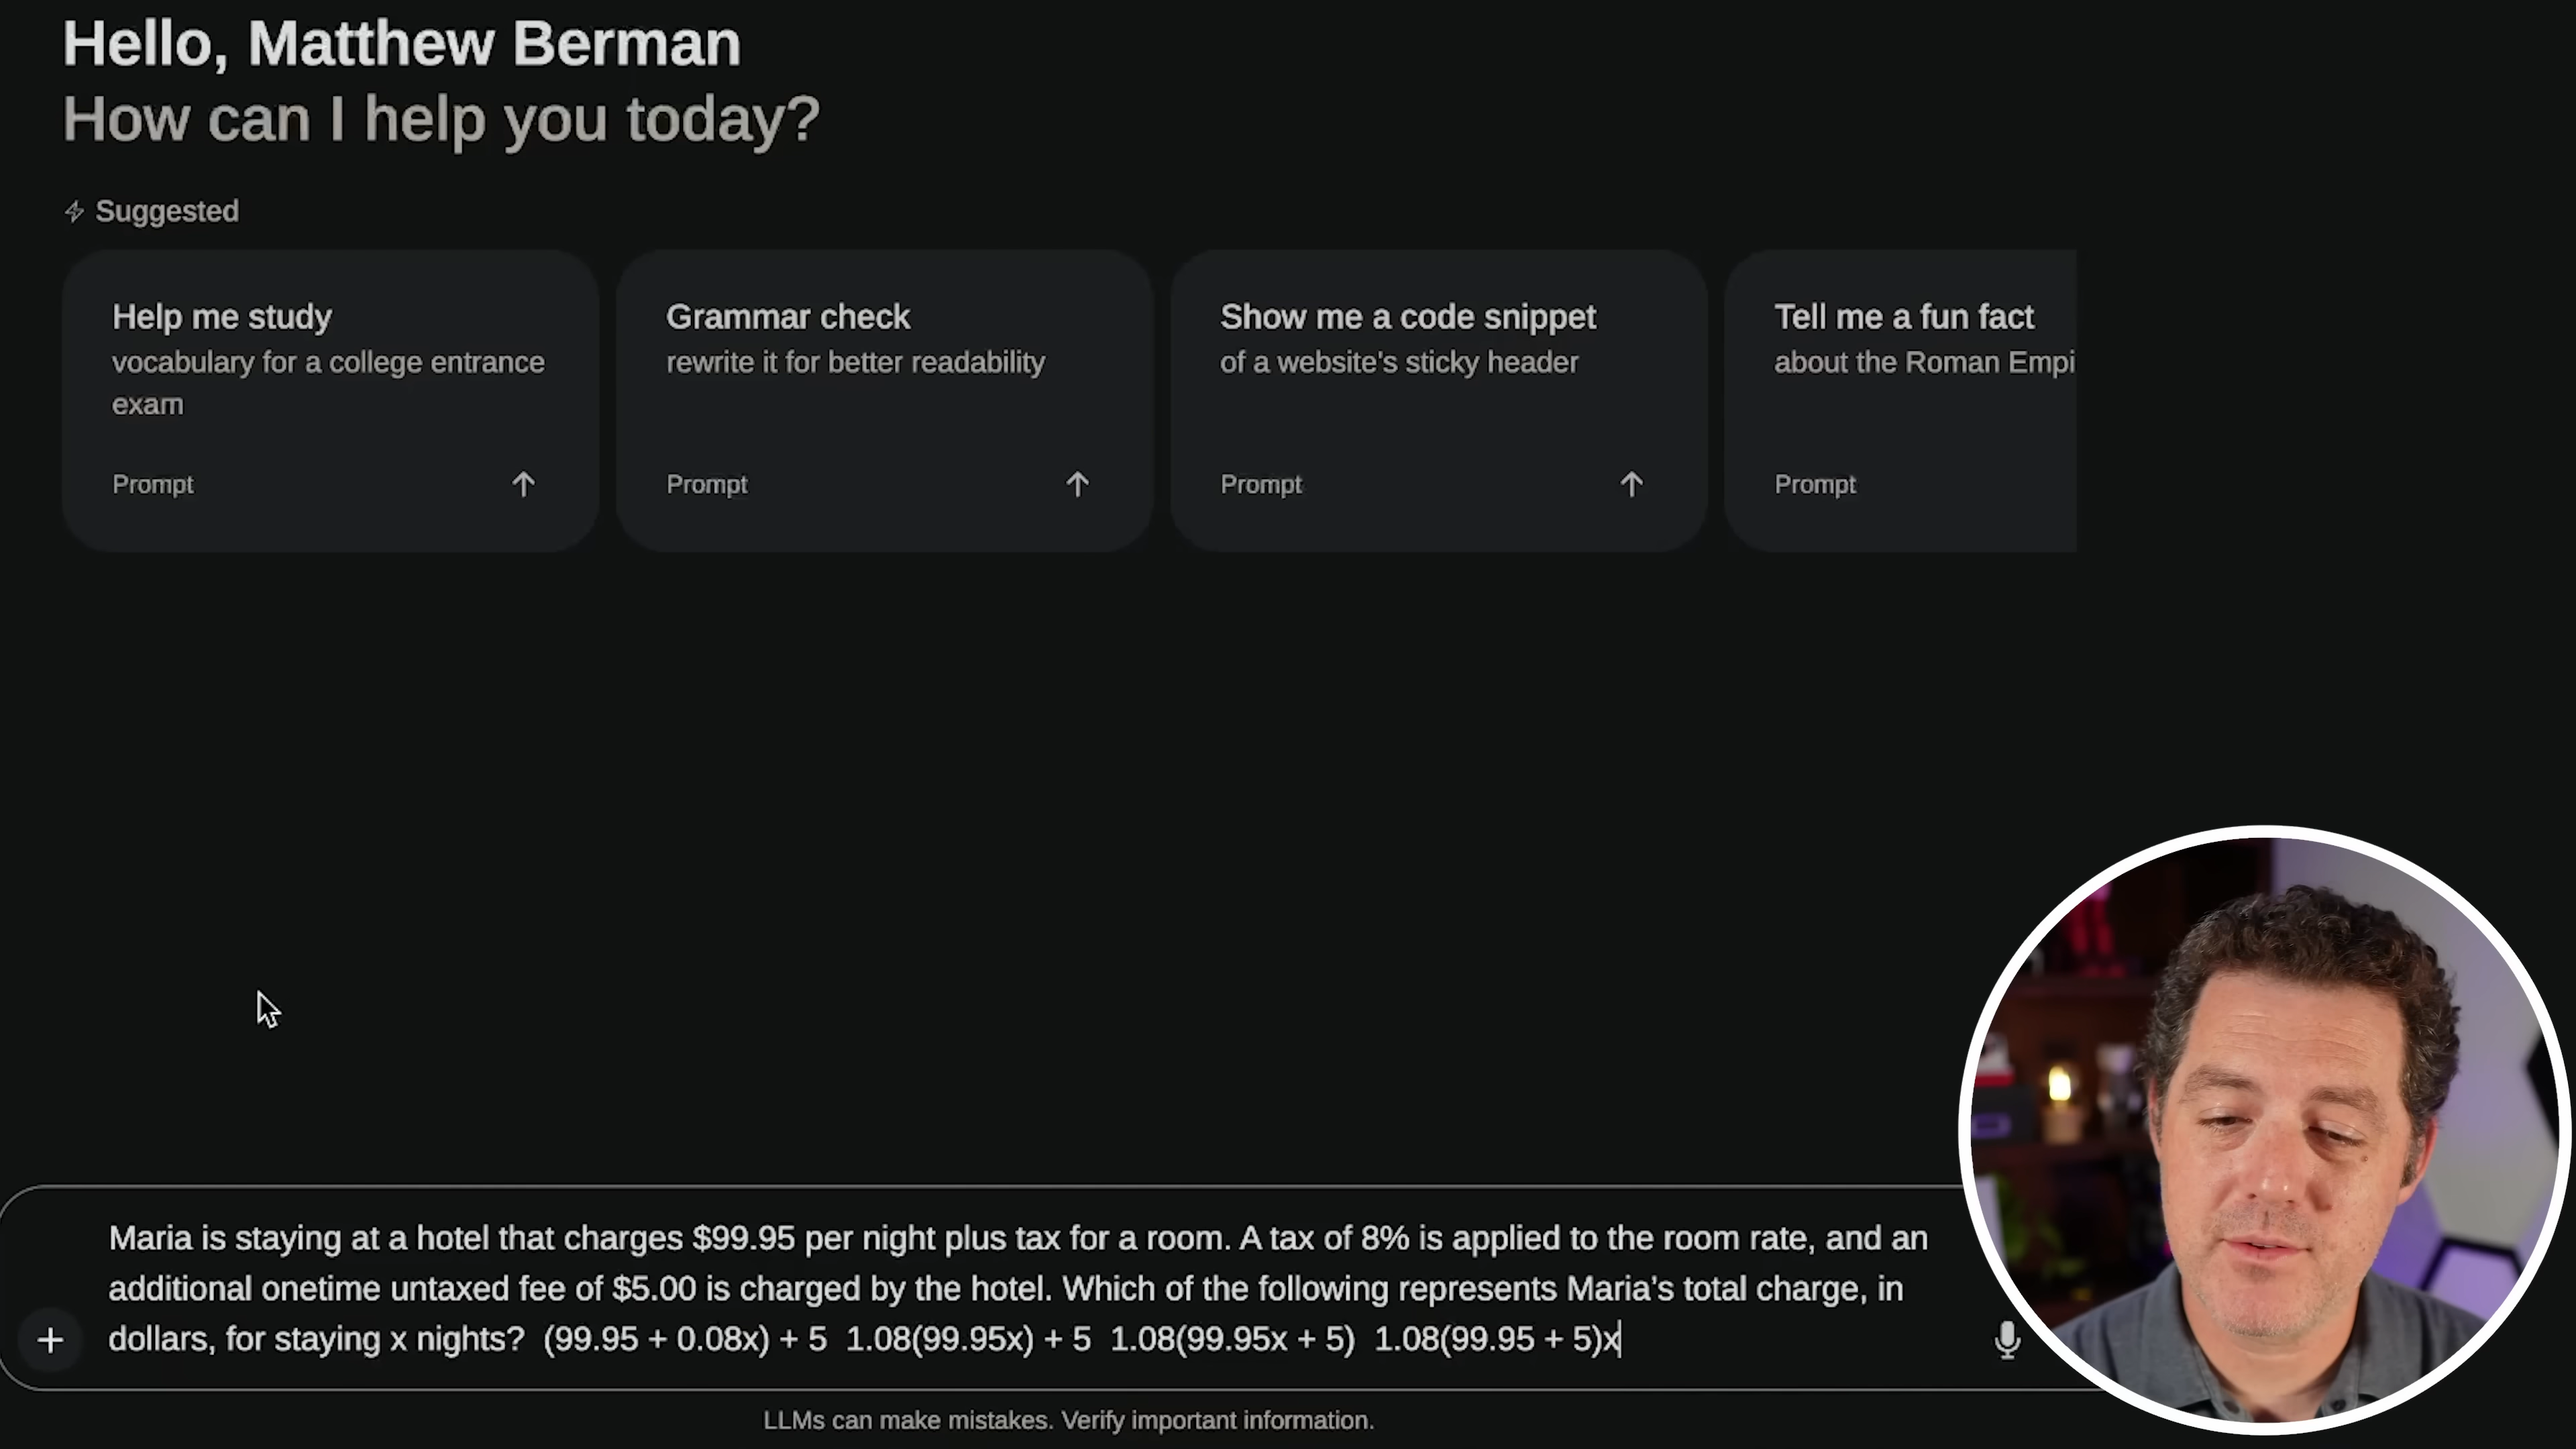 Hello, Matthew Berman
How can I help you today?
Suggested
Help me study
vocabulary for a college entrance
exam
Prompt
Grammar check
rewrite it for better readability
Prompt
Show me a code snippet
of a website's sticky header
Prompt
Tell me a fun fact
about the Roman Empi
Prompt
Maria is staying at a hotel that charges $99.95 per night plus tax for a room. A tax of 8% is applied to the room rate, and an
additional onetime untaxed fee of $5.00 is charged by the hotel. Which of the following represents Maria’s total charge, in
dollars, for staying x nights?  (99.95 + 0.08x) + 5  1.08(99.95x) + 5  1.08(99.95x + 5)  1.08(99.95 + 5)x
LLMs can make mistakes. Verify important information.